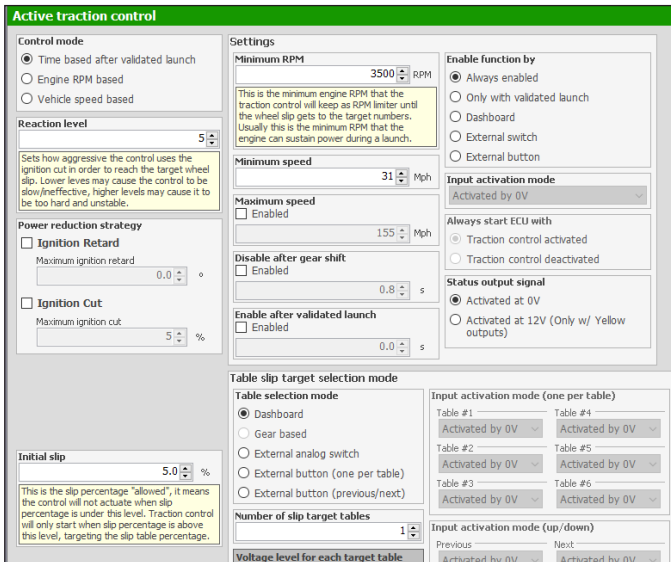 Active traction control
Control mode
Time based after validated launch
Engine RPM based
Vehicle speed based
Reaction level
5
Sets how aggressive the control uses the
ignition cut in order to reach the target wheel
slip. Lower leves may cause the control to be
slow/ineffective, higher levels may cause it to
be too hard and unstable.
Power reduction strategy
Ignition Retard
Maximum ignition retard
0.0 °
Ignition Cut
Maximum ignition cut
5 %
Initial slip
5.0 %
This is the slip percentage "allowed", it means
the control will not actuate when slip
percentage is under this level. Traction control
will only start when slip percentage is above
this level, targeting the slip table percentage.
Settings
Minimum RPM
3500 RPM
This is the minimum engine RPM that the
traction control will keep as RPM limiter until
the wheel slip gets to the target numbers.
Usually this is the minimum RPM that the
engine can sustain power during a launch.
Minimum speed
31 Mph
Maximum speed
Enabled
155 Mph
Disable after gear shift
Enabled
0.8 s
Enable after validated launch
Enabled
0.0 s
Enable function by
Always enabled
Only with validated launch
Dashboard
External switch
External button
Input activation mode
Activated by 0V
Always start ECU with
Traction control activated
Traction control deactivated
Status output signal
Activated at 0V
Activated at 12V (Only w/ Yellow
outputs)
Table slip target selection mode
Table selection mode
Dashboard
Gear based
External analog switch
External button (one per table)
External button (previous/next)
Number of slip target tables
1
Voltage level for each target table
Input activation mode (one per table)
Table #1 Table #4
Activated by 0V Activated by 0V
Table #2 Table #5
Activated by 0V Activated by 0V
Table #3 Table #6
Activated by 0V Activated by 0V
Input activation mode (up/down)
Previous Next
Activated by 0V Activated by 0V